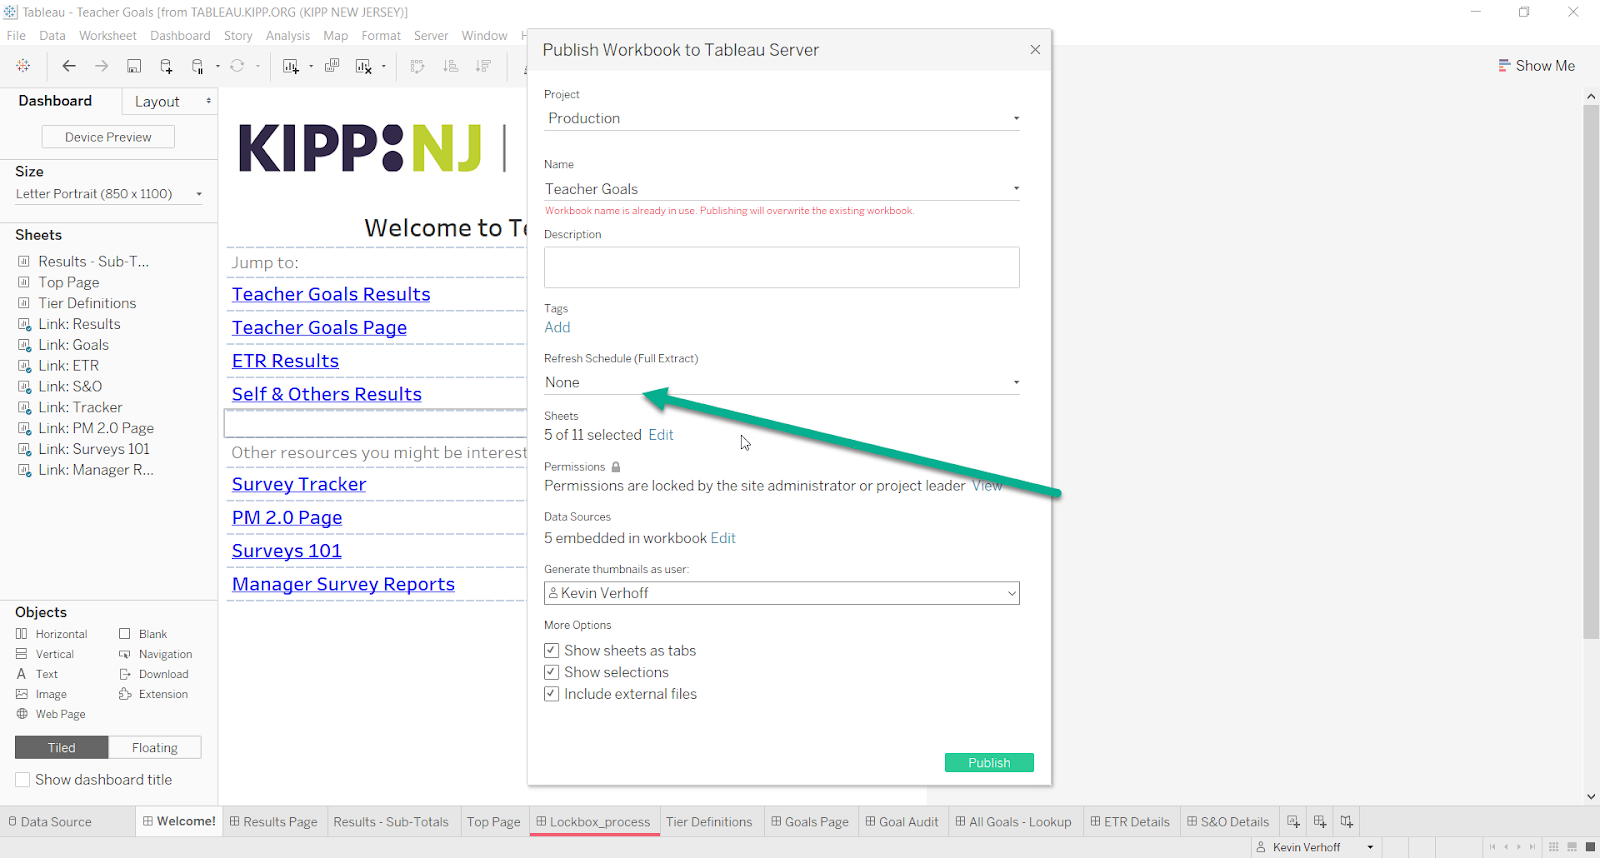 Tableau - Teacher Goals [from TABLEAU.KIPP.ORG (KIPP NEW JERSEY)]
File Data Worksheet Dashboard Story Analysis Map Format Server Window H
Show Me
Dashboard Layout
Device Preview
Size
Letter Portrait (850 x 1100)
Sheets
Results - Sub-T...
Top Page
Tier Definitions
Link: Results
Link: Goals
Link: ETR
Link: S&O
Link: Tracker
Link: PM 2.0 Page
Link: Surveys 101
Link: Manager R...
Objects
Horizontal Blank
Vertical Navigation
Text Download
Image Extension
Web Page
Tiled Floating
Show dashboard title
KIPP:NJ
Welcome to Te
Jump to:
Teacher Goals Results
Teacher Goals Page
ETR Results
Self & Others Results
Other resources you might be interest
Survey Tracker
PM 2.0 Page
Surveys 101
Manager Survey Reports
Publish Workbook to Tableau Server
Project
Production
Name
Teacher Goals
Workbook name is already in use. Publishing will overwrite the existing workbook.
Description
Tags
Add
Refresh Schedule (Full Extract)
None
Sheets
5 of 11 selected Edit
Permissions
Permissions are locked by the site administrator or project leader View
Data Sources
5 embedded in workbook Edit
Generate thumbnails as user:
Kevin Verhoff
More Options
Show sheets as tabs
Show selections
Include external files
Publish
Data Source Welcome! Results Page Results - Sub-Totals Top Page Lockbox_process Tier Definitions Goals Page Goal Audit All Goals - Lookup ETR Details S&O Details
Kevin Verhoff